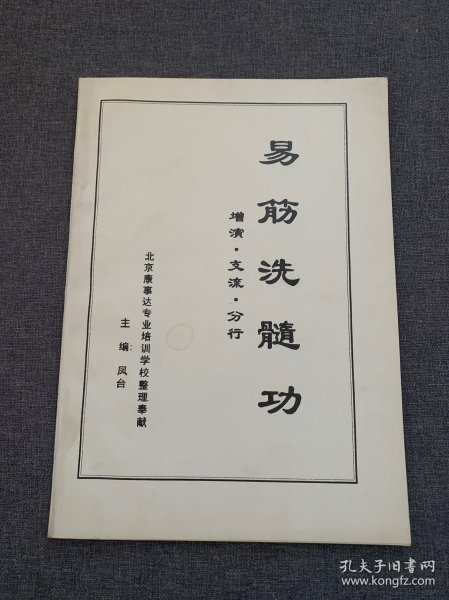 易筋洗髓功
增演·支流·分行
北京康事达专业培训学校整理奉献
主编:凤台
孔夫子旧书网
www.kongfz.com